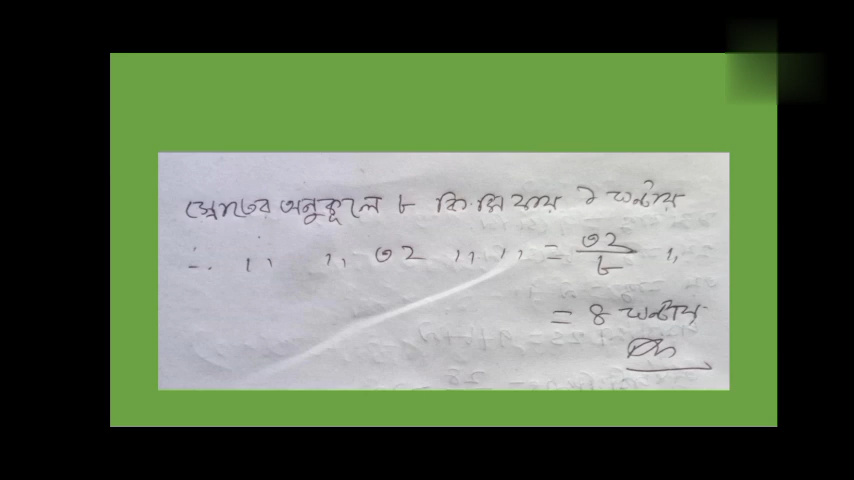 স্রোতের অনুকূলে ৮ কি.মি যায় ১ ঘন্টায়
∴ ,, ,, ৩২ ,, ,, = ৩২/৮ ,,
= ৪ ঘন্টায়